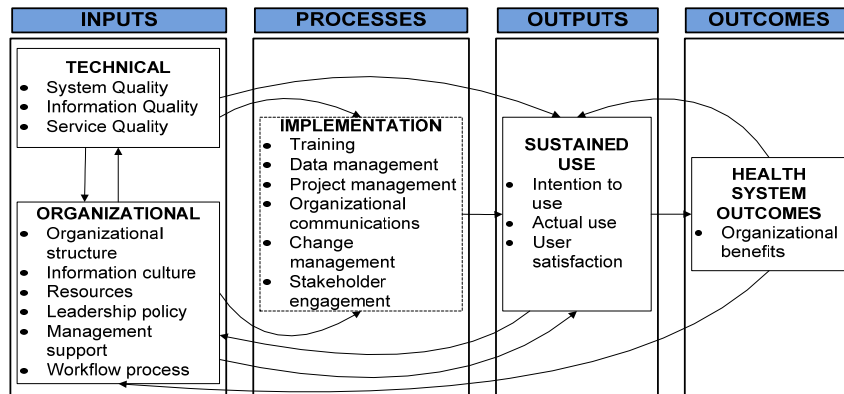 INPUTS
PROCESSES
OUTPUTS
OUTCOMES
TECHNICAL
• System Quality
• Information Quality
• Service Quality
ORGANIZATIONAL
• Organizational
structure
• Information culture
• Resources
• Leadership policy
• Management
support
• Workflow process
IMPLEMENTATION
• Training
• Data management
• Project management
• Organizational
communications
• Change
management
• Stakeholder
engagement
SUSTAINED
USE
• Intention to
use
• Actual use
• User
satisfaction
HEALTH
SYSTEM
OUTCOMES
• Organizational
benefits